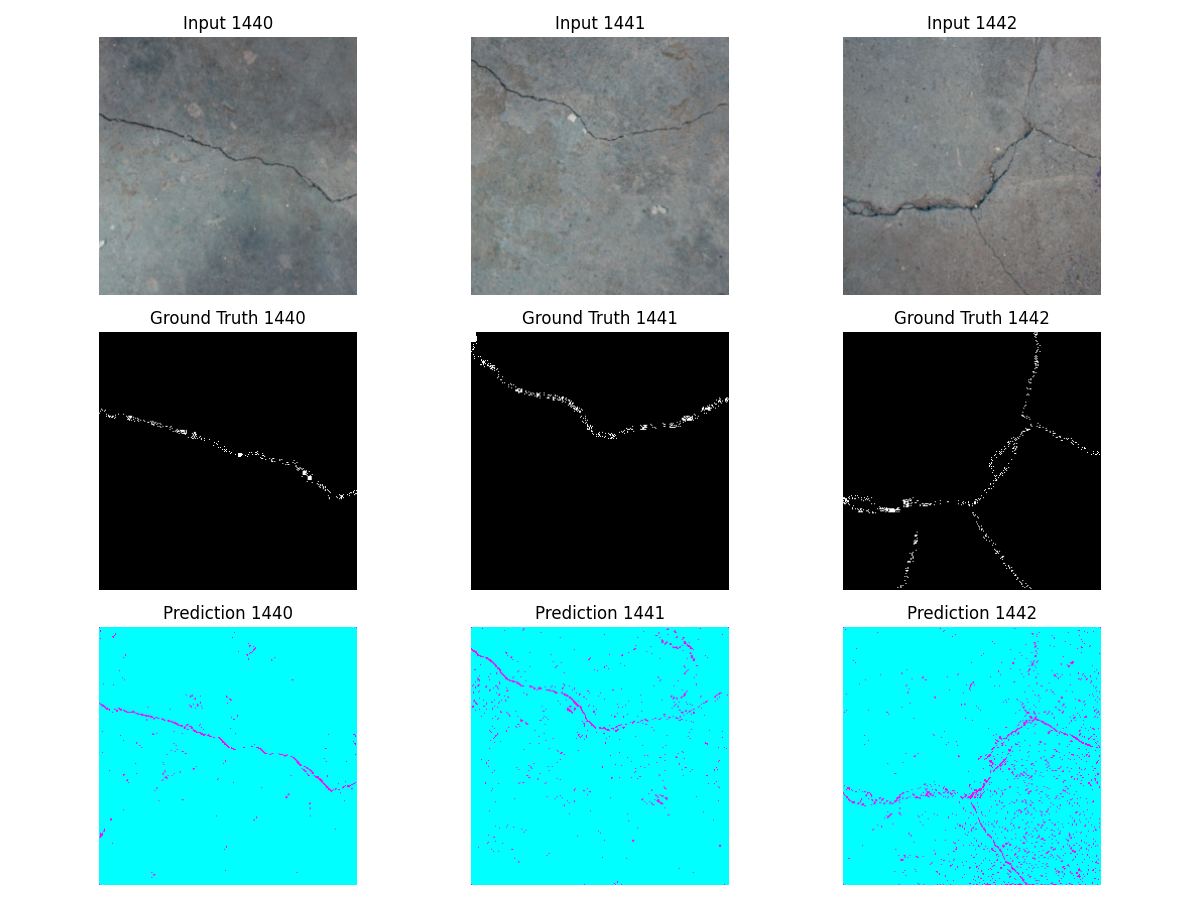 Input 1440
Input 1441
Input 1442
Ground Truth 1440
Ground Truth 1441
Ground Truth 1442
Prediction 1440
Prediction 1441
Prediction 1442